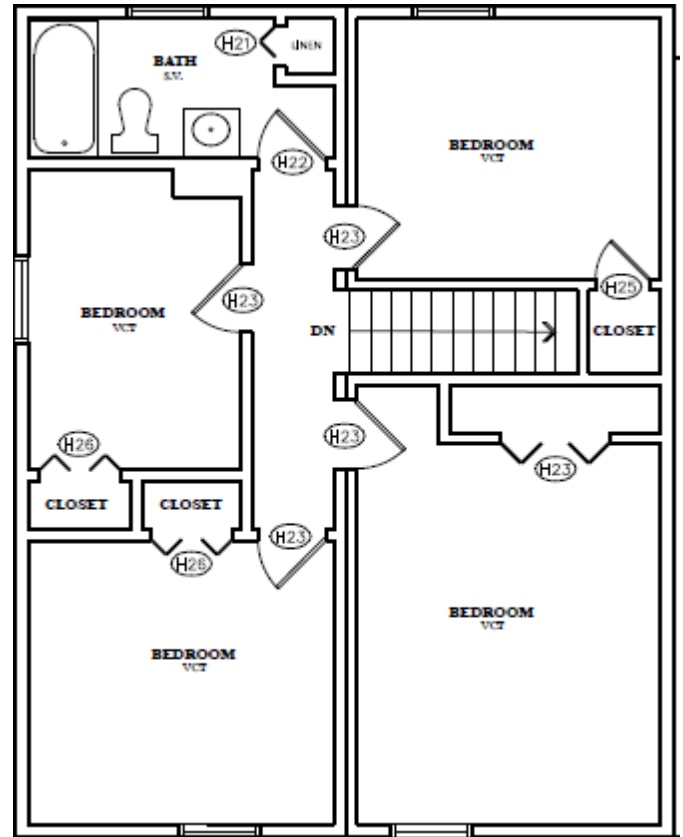 H21
LINEN
BATH
S.V.
H22
BEDROOM
VCT
H23
H25
H23
BEDROOM
VCT
DN
CLOSET
H23
H26
H23
CLOSET
CLOSET
H23
H26
BEDROOM
VCT
BEDROOM
VCT